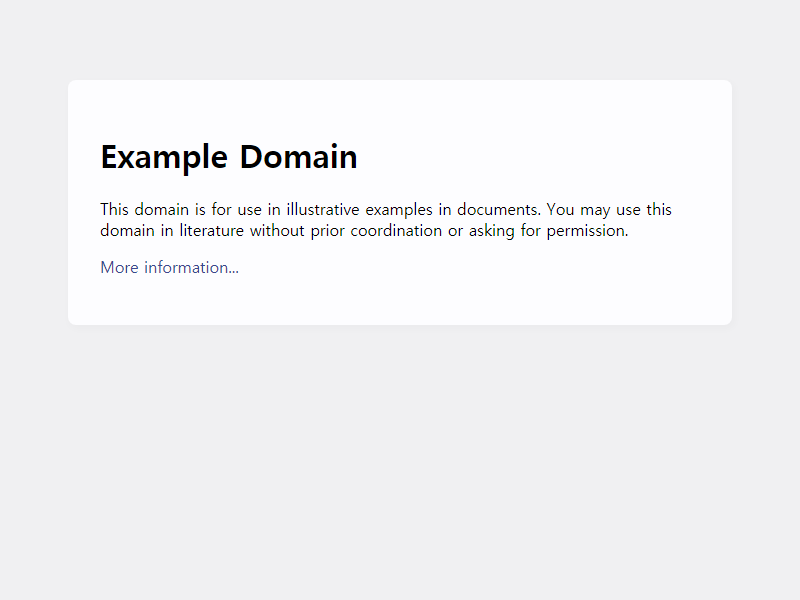 Example Domain
This domain is for use in illustrative examples in documents. You may use this
domain in literature without prior coordination or asking for permission.
More information...